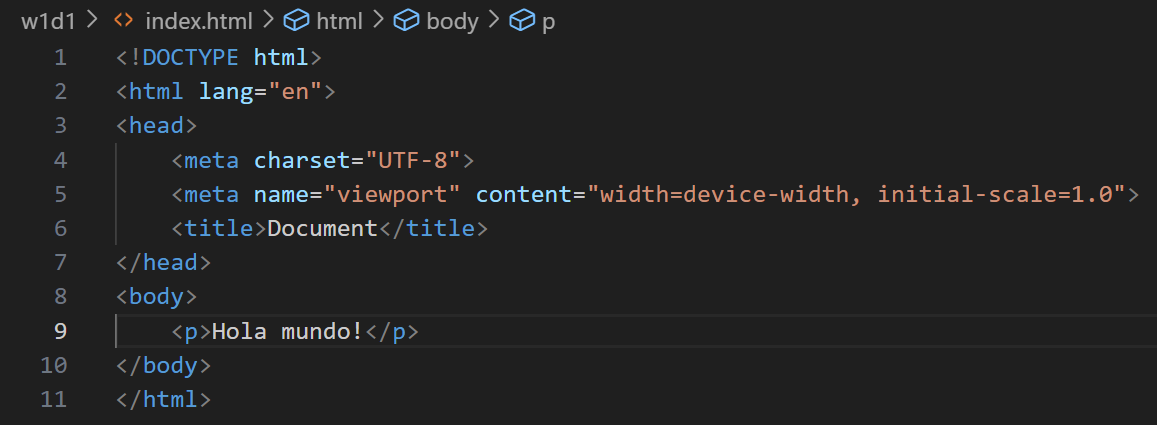 w1d1 > <> index.html > html > body > p
1 <!DOCTYPE html>
2 <html lang="en">
3 <head>
4     <meta charset="UTF-8">
5     <meta name="viewport" content="width=device-width, initial-scale=1.0">
6     <title>Document</title>
7 </head>
8 <body>
9     <p>Hola mundo!</p>
10 </body>
11 </html>